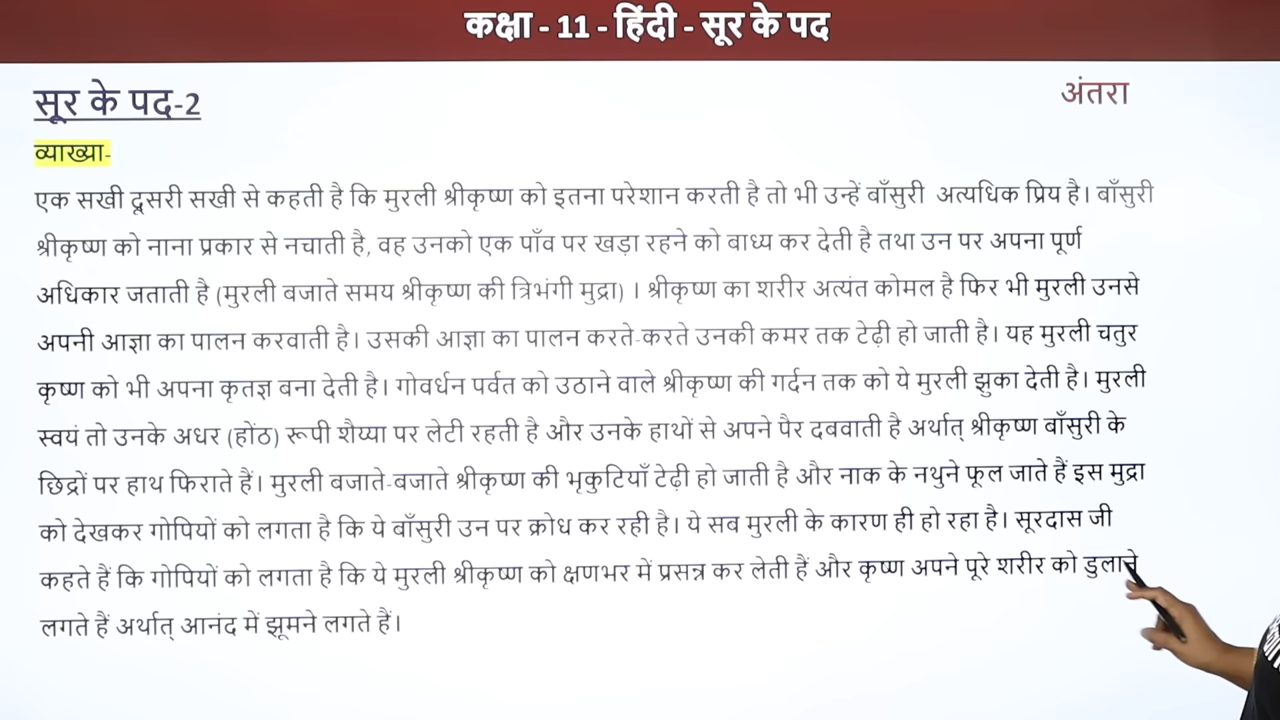 कक्षा - 11 - हिंदी - सूर के पद
सूर के पद-2
अंतरा
व्याख्या-
एक सखी दूसरी सखी से कहती है कि मुरली श्रीकृष्ण को इतना परेशान करती है तो भी उन्हें बाँसुरी अत्यधिक प्रिय है। बाँसुरी
श्रीकृष्ण को नाना प्रकार से नचाती है, वह उनको एक पाँव पर खड़ा रहने को बाध्य कर देती है तथा उन पर अपना पूर्ण
अधिकार जताती है (मुरली बजाते समय श्रीकृष्ण की त्रिभंगी मुद्रा) । श्रीकृष्ण का शरीर अत्यंत कोमल है फिर भी मुरली उनसे
अपनी आज्ञा का पालन करवाती है। उसकी आज्ञा का पालन करते-करते उनकी कमर तक टेढ़ी हो जाती है। यह मुरली चतुर
कृष्ण को भी अपना कृतज्ञ बना देती है। गोवर्धन पर्वत को उठाने वाले श्रीकृष्ण की गर्दन तक को ये मुरली झुका देती है। मुरली
स्वयं तो उनके अधर (होंठ) रूपी शैय्या पर लेटी रहती है और उनके हाथों से अपने पैर दबवाती है अर्थात् श्रीकृष्ण बाँसुरी के
छिद्रों पर हाथ फिराते हैं। मुरली बजाते-बजाते श्रीकृष्ण की भृकुटियाँ टेढ़ी हो जाती है और नाक के नथुने फूल जाते हैं इस मुद्रा
को देखकर गोपियों को लगता है कि ये बाँसुरी उन पर क्रोध कर रही है। ये सब मुरली के कारण ही हो रहा है। सूरदास जी
कहते हैं कि गोपियों को लगता है कि ये मुरली श्रीकृष्ण को क्षणभर में प्रसन्न कर लेती हैं और कृष्ण अपने पूरे शरीर को डुलाने
लगते हैं अर्थात् आनंद में झूमने लगते हैं।